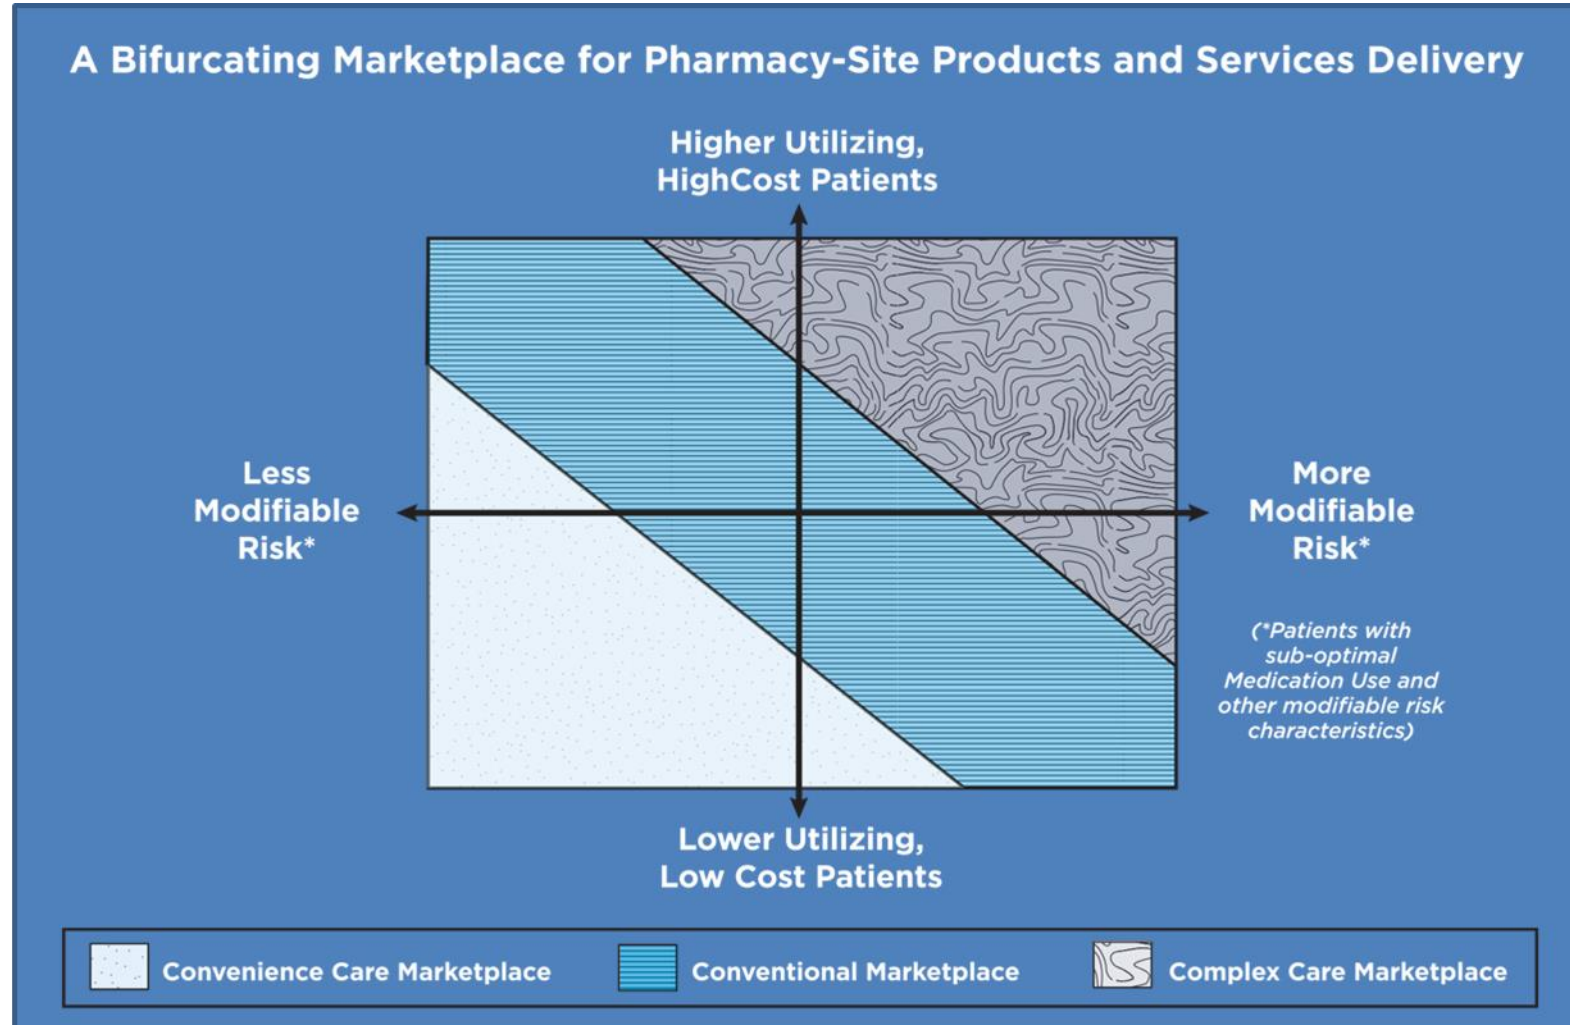 A Bifurcating Marketplace for Pharmacy-Site Products and Services Delivery
Higher Utilizing,
HighCost Patients
Less
Modifiable
Risk*
More
Modifiable
Risk*
(*Patients with
sub-optimal
Medication Use and
other modifiable risk
characteristics)
Lower Utilizing,
Low Cost Patients
Convenience Care Marketplace
Conventional Marketplace
Complex Care Marketplace